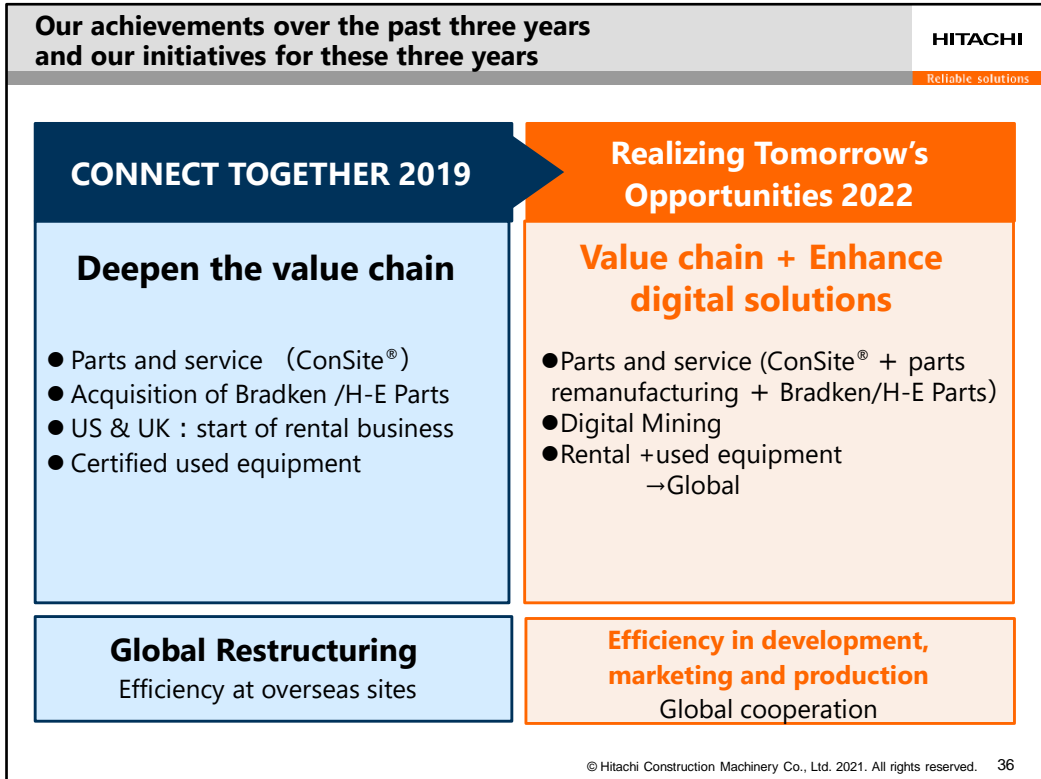 Our achievements over the past three years
and our initiatives for these three years
HITACHI
Reliable solutions
CONNECT TOGETHER 2019
Deepen the value chain
● Parts and service （ConSite®）
● Acquisition of Bradken /H-E Parts
● US & UK：start of rental business
● Certified used equipment
Global Restructuring
Efficiency at overseas sites
Realizing Tomorrow’s
Opportunities 2022
Value chain + Enhance
digital solutions
●Parts and service (ConSite® ＋ parts
remanufacturing ＋ Bradken/H-E Parts）
●Digital Mining
●Rental +used equipment
→Global
Efficiency in development,
marketing and production
Global cooperation
© Hitachi Construction Machinery Co., Ltd. 2021. All rights reserved. 36